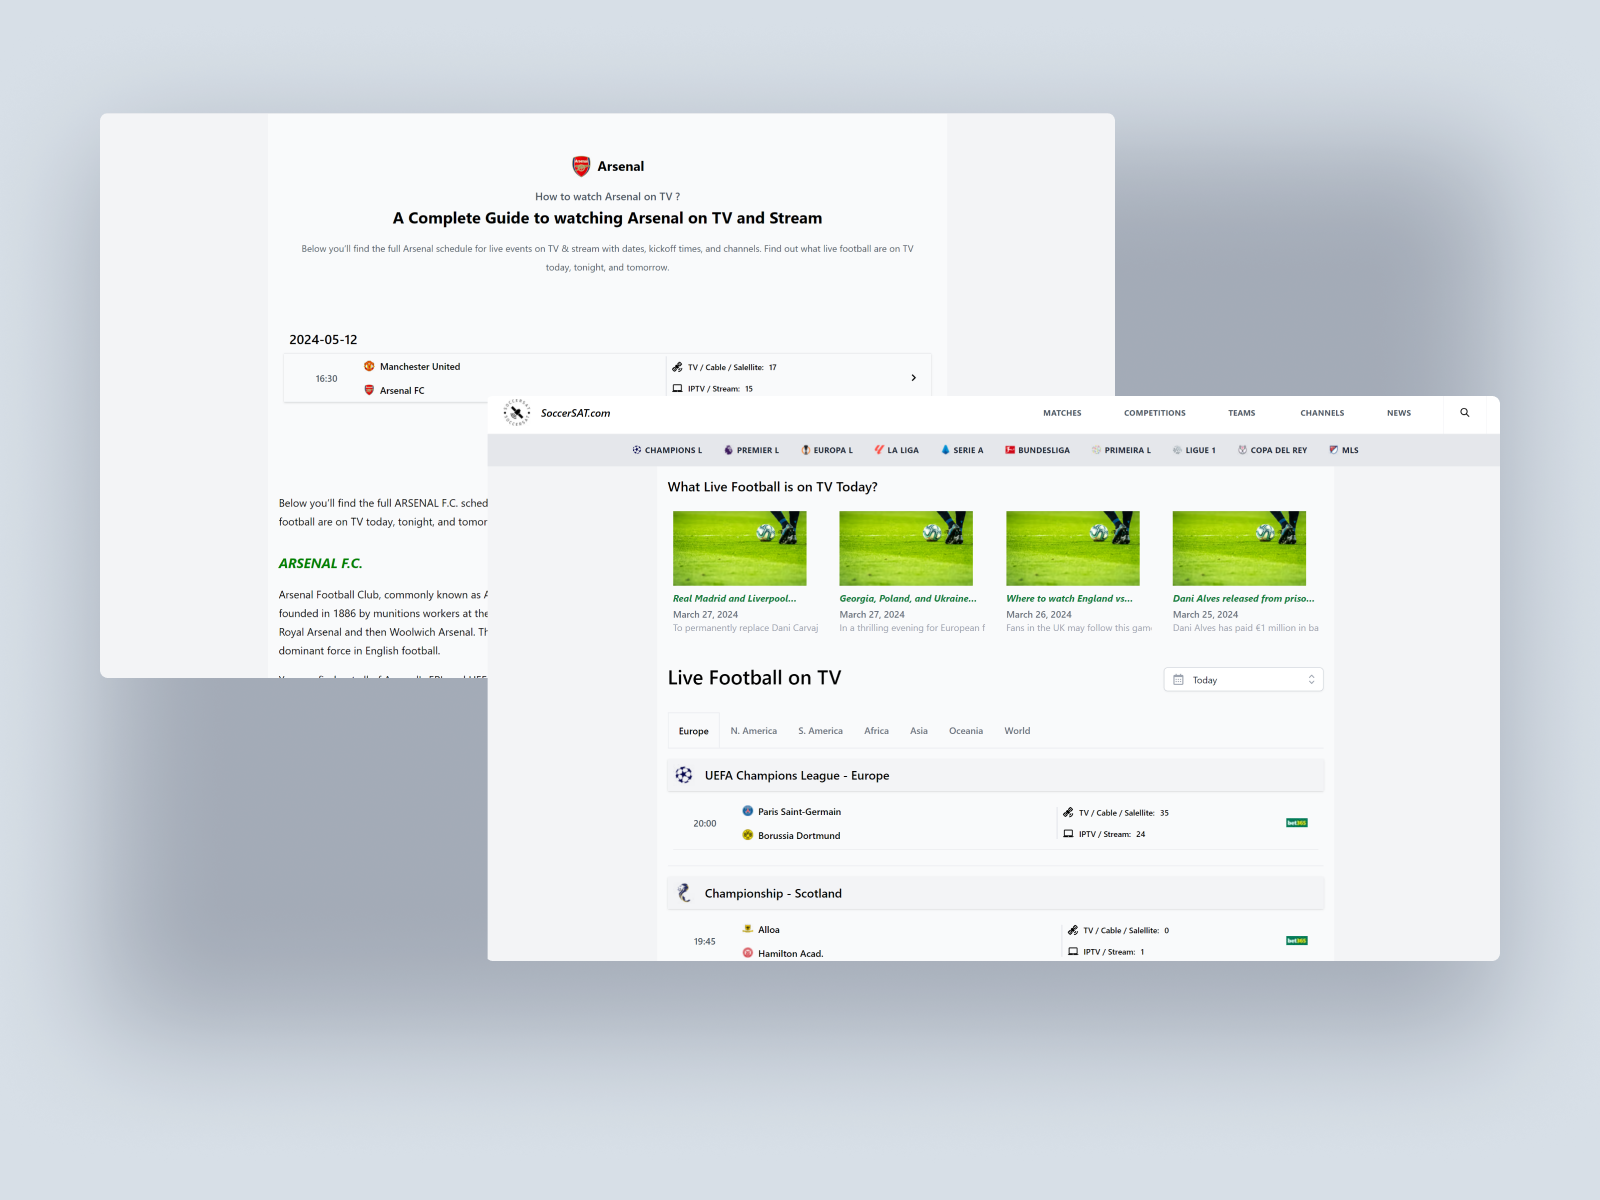 Arsenal
How to watch Arsenal on TV ?
A Complete Guide to watching Arsenal on TV and Stream
Below you'll find the full Arsenal schedule for live events on TV & stream with dates, kickoff times, and channels. Find out what live football are on TV
today, tonight, and tomorrow.
2024-05-12
16:30
Manchester United
Arsenal FC
TV / Cable / Salellite: 17
IPTV / Stream: 15
Below you'll find the full ARSENAL F.C. sched
football are on TV today, tonight, and tomor
ARSENAL F.C.
Arsenal Football Club, commonly known as A
founded in 1886 by munitions workers at the
Royal Arsenal and then Woolwich Arsenal. Th
dominant force in English football.
SoccerSAT.com
MATCHES COMPETITIONS TEAMS CHANNELS NEWS
CHAMPIONS L PREMIER L EUROPA L LA LIGA SERIE A BUNDESLIGA PRIMEIRA L LIGUE 1 COPA DEL REY MLS
What Live Football is on TV Today?
Real Madrid and Liverpool...
March 27, 2024
To permanently replace Dani Carvaj
Georgia, Poland, and Ukraine...
March 27, 2024
In a thrilling evening for European f
Where to watch England vs...
March 26, 2024
Fans in the UK may follow this gam
Dani Alves released from priso...
March 25, 2024
Dani Alves has paid €1 million in ba
Live Football on TV
Today
Europe N. America S. America Africa Asia Oceania World
UEFA Champions League - Europe
20:00
Paris Saint-Germain
Borussia Dortmund
TV / Cable / Salellite: 35
IPTV / Stream: 24
bet365
Championship - Scotland
19:45
Alloa
Hamilton Acad.
TV / Cable / Salellite: 0
IPTV / Stream: 1
bet365